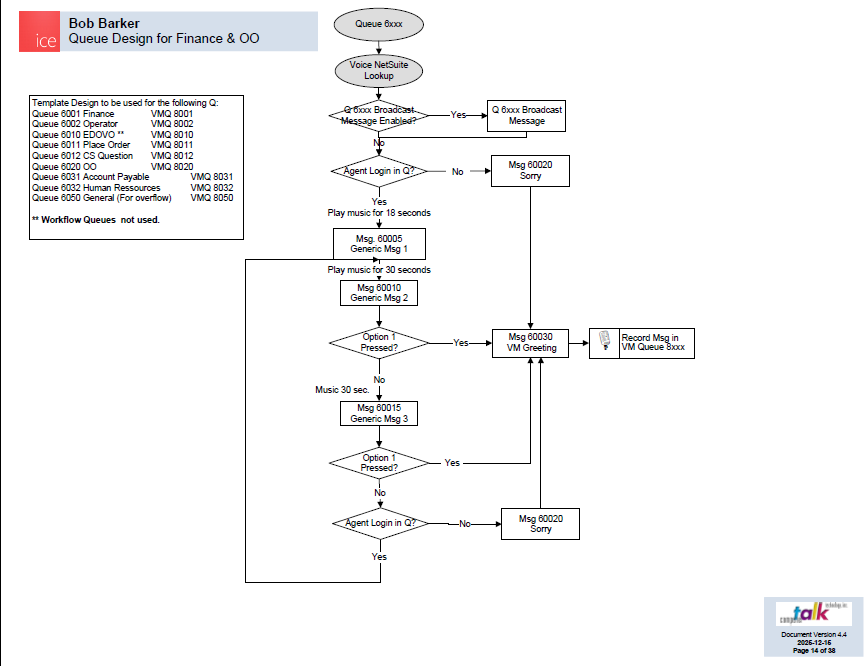 ice
Bob Barker
Queue Design for Finance & OO
Queue 6xxx
Voice NetSuite
Lookup
Template Design to be used for the following Q:
Queue 6001 Finance VMQ 8001
Queue 6002 Operator VMQ 8002
Queue 6010 EDOVO ** VMQ 8010
Queue 6011 Place Order VMQ 8011
Queue 6012 CS Question VMQ 8012
Queue 6020 OO VMQ 8020
Queue 6031 Account Payable VMQ 8031
Queue 6032 Human Ressources VMQ 8032
Queue 6050 General (For overflow) VMQ 8050
** Workflow Queues not used.
Q 6xxx Broadcast
Message Enabled?
Yes
Q 6xxx Broadcast
Message
No
Agent Login in Q?
No
Msg 60020
Sorry
Yes
Play music for 18 seconds
Msg. 60005
Generic Msg 1
Play music for 30 seconds
Msg 60010
Generic Msg 2
Option 1
Pressed?
Yes
Msg 60030
VM Greeting
Record Msg in
VM Queue 8xxx
No
Music 30 sec.
Msg 60015
Generic Msg 3
Option 1
Pressed?
Yes
No
Agent Login in Q?
No
Msg 60020
Sorry
Yes
computer
talk
technology inc
Document Version 4.4
2025-12-15
Page 14 of 38